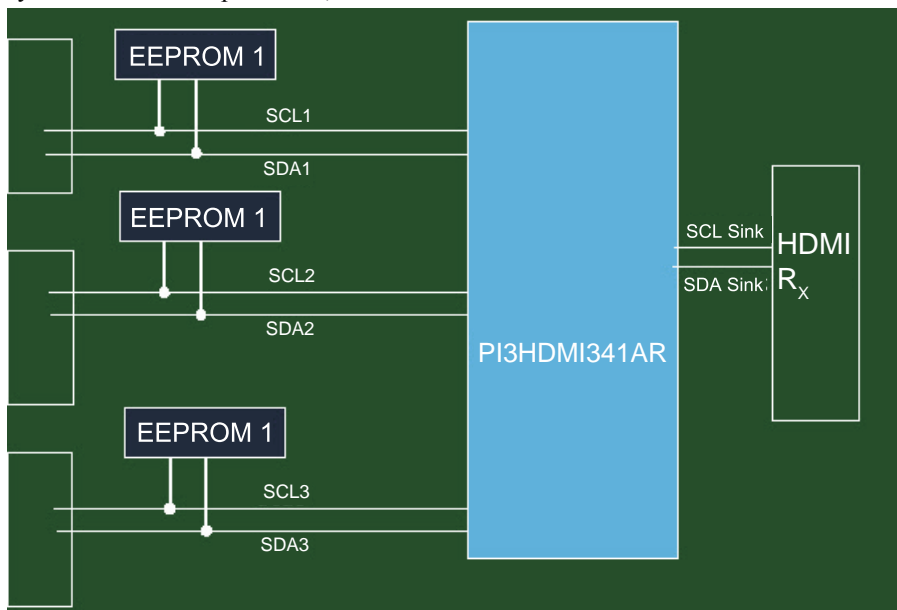 EEPROM 1
SCL1
SDA1
EEPROM 1
SCL2
SDA2
SCL Sink
SDA Sink
HDMI
Rx
PI3HDMI341AR
EEPROM 1
SCL3
SDA3